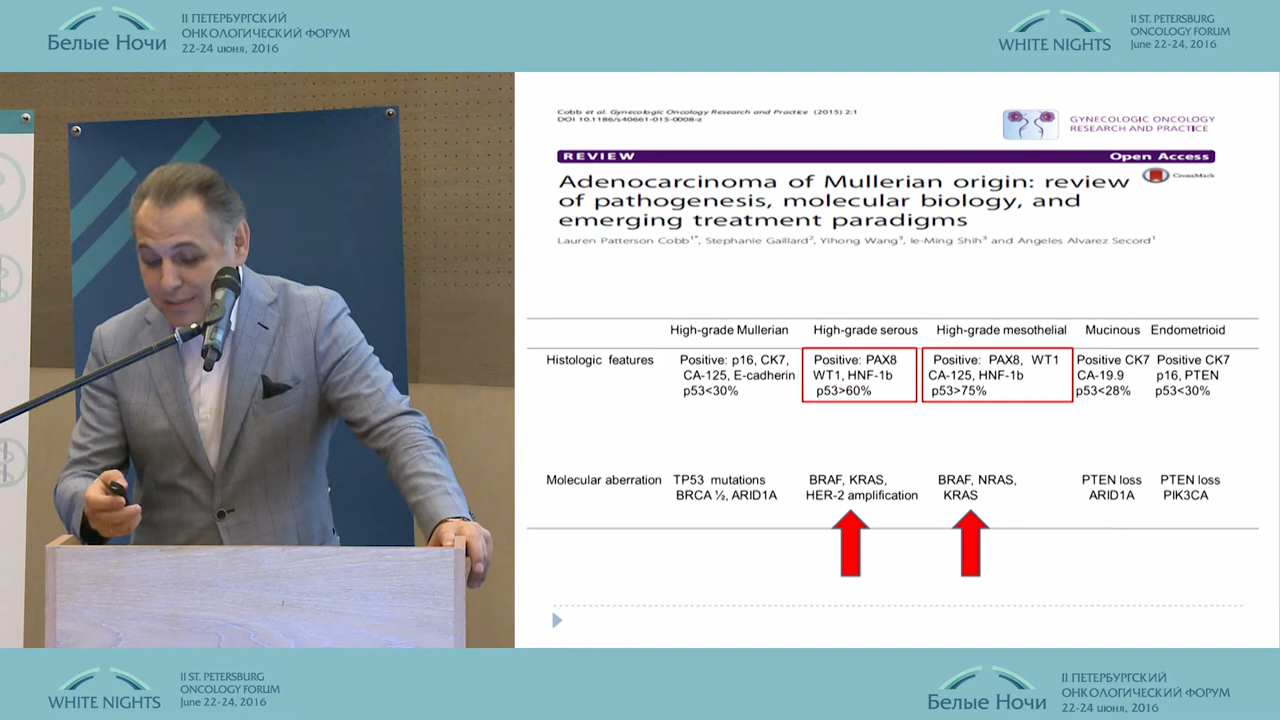 Белые Ночи
II ПЕТЕРБУРГСКИЙ
ОНКОЛОГИЧЕСКИЙ ФОРУМ
22-24 июня, 2016
WHITE NIGHTS
II ST. PETERSBURG
ONCOLOGY FORUM
June 22-24, 2016
Cobb et al. Gynecologic Oncology Research and Practice (2015) 2:1
DOI 10.1186/s40661-015-0008-z
GYNECOLOGIC ONCOLOGY
RESEARCH AND PRACTICE
REVIEW Open Access
Adenocarcinoma of Mullerian origin: review
of pathogenesis, molecular biology, and
emerging treatment paradigms
CrossMark
Lauren Patterson Cobb1*, Stephanie Gaillard2, Yihong Wang3, Ie-Ming Shih3 and Angeles Alvarez Secord1
High-grade Mullerian High-grade serous High-grade mesothelial Mucinous Endometrioid
Histologic features Positive: p16, CK7, Positive: PAX8 Positive: PAX8, WT1 Positive CK7 Positive CK7
CA-125, E-cadherin WT1, HNF-1b CA-125, HNF-1b CA-19.9 p16, PTEN
p53<30% p53>60% p53>75% p53<28% p53<30%
Molecular aberration TP53 mutations BRAF, KRAS, BRAF, NRAS, PTEN loss PTEN loss
BRCA ½, ARID1A HER-2 amplification KRAS ARID1A PIK3CA
WHITE NIGHTS
II ST. PETERSBURG
ONCOLOGY FORUM
June 22-24, 2016
Белые Ночи
II ПЕТЕРБУРГСКИЙ
ОНКОЛОГИЧЕСКИЙ ФОРУМ
22-24 июня, 2016